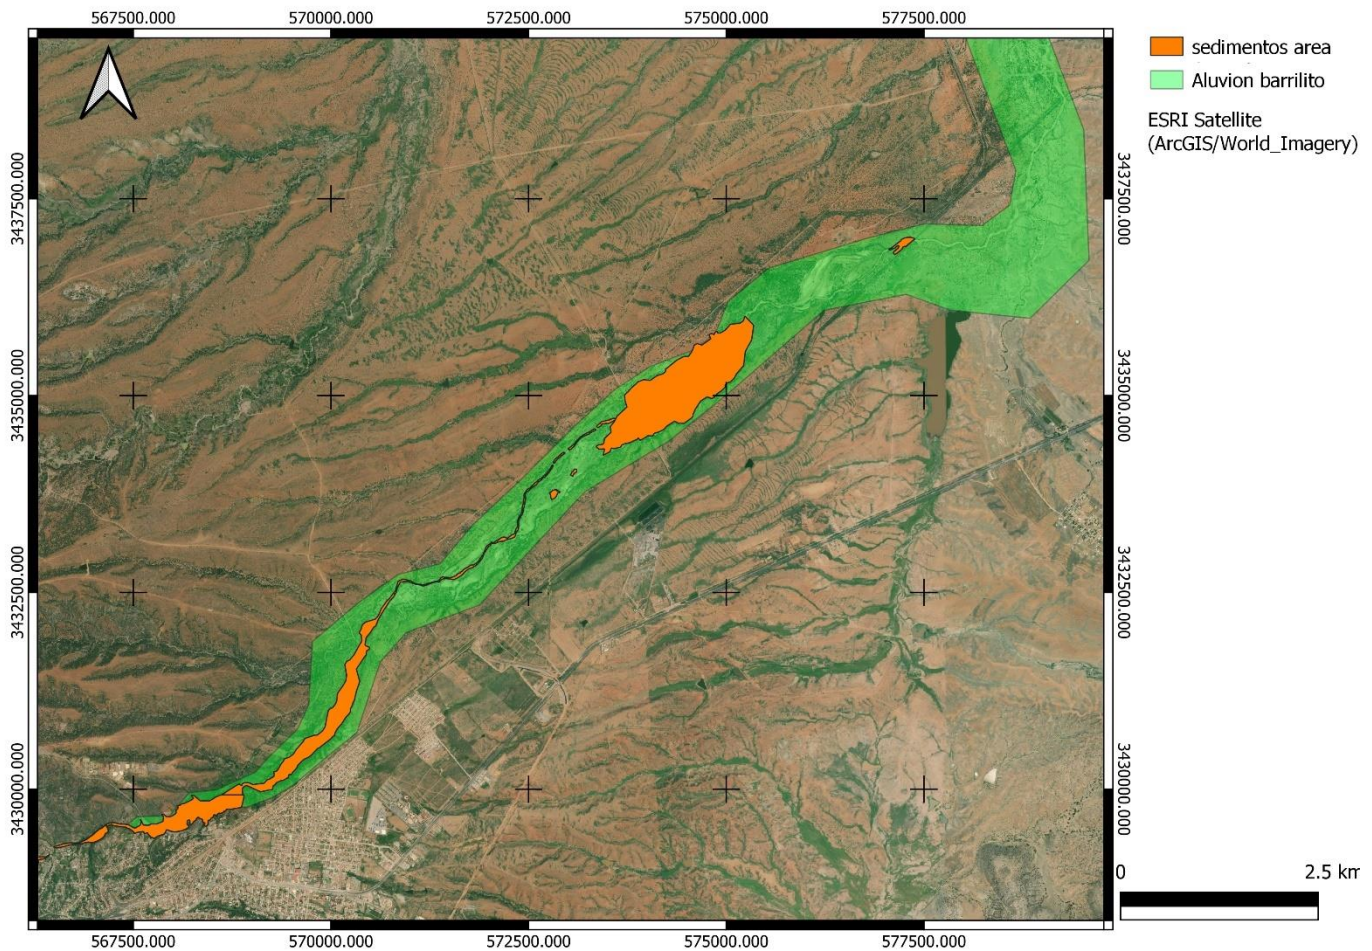 567500.000 570000.000 572500.000 575000.000 577500.000
sedimentos area
Aluvion barrilito
ESRI Satellite
(ArcGIS/World_Imagery)
3437500.000
3437500.000
3435000.000
3435000.000
3432500.000
3432500.000
3430000.000
3430000.000
0 2.5 km
567500.000 570000.000 572500.000 575000.000 577500.000